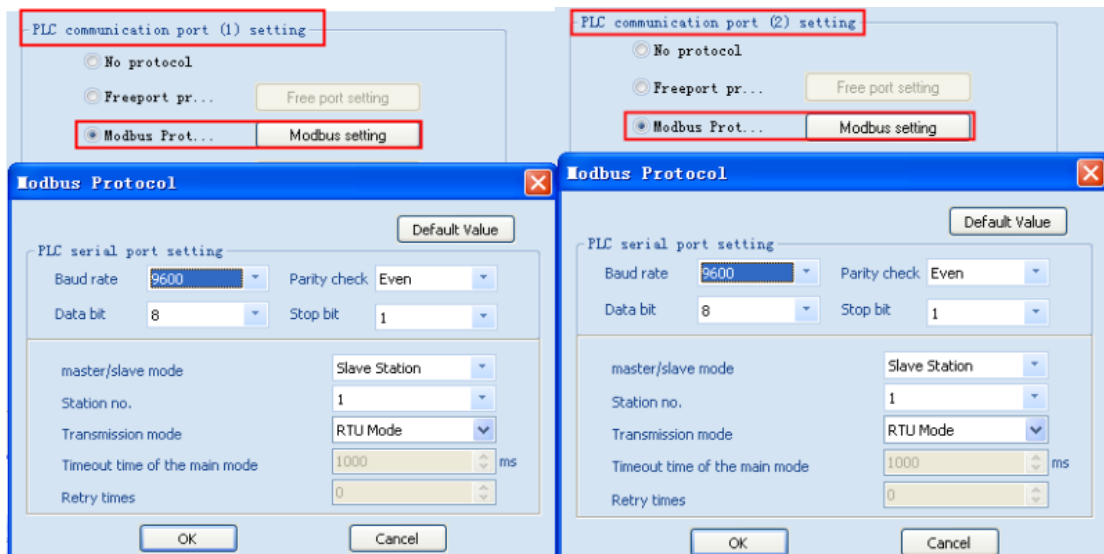 PLC communication port (1) setting
No protocol
Freeport pr...
Free port setting
Modbus Prot...
Modbus setting
Modbus Protocol
Default Value
PLC serial port setting
Baud rate
9600
Parity check
Even
Data bit
8
Stop bit
1
master/slave mode
Slave Station
Station no.
1
Transmission mode
RTU Mode
Timeout time of the main mode
1000
ms
Retry times
0
OK
Cancel
PLC communication port (2) setting
No protocol
Freeport pr...
Free port setting
Modbus Prot...
Modbus setting
Modbus Protocol
Default Value
PLC serial port setting
Baud rate
9600
Parity check
Even
Data bit
8
Stop bit
1
master/slave mode
Slave Station
Station no.
1
Transmission mode
RTU Mode
Timeout time of the main mode
1000
ms
Retry times
0
OK
Cancel